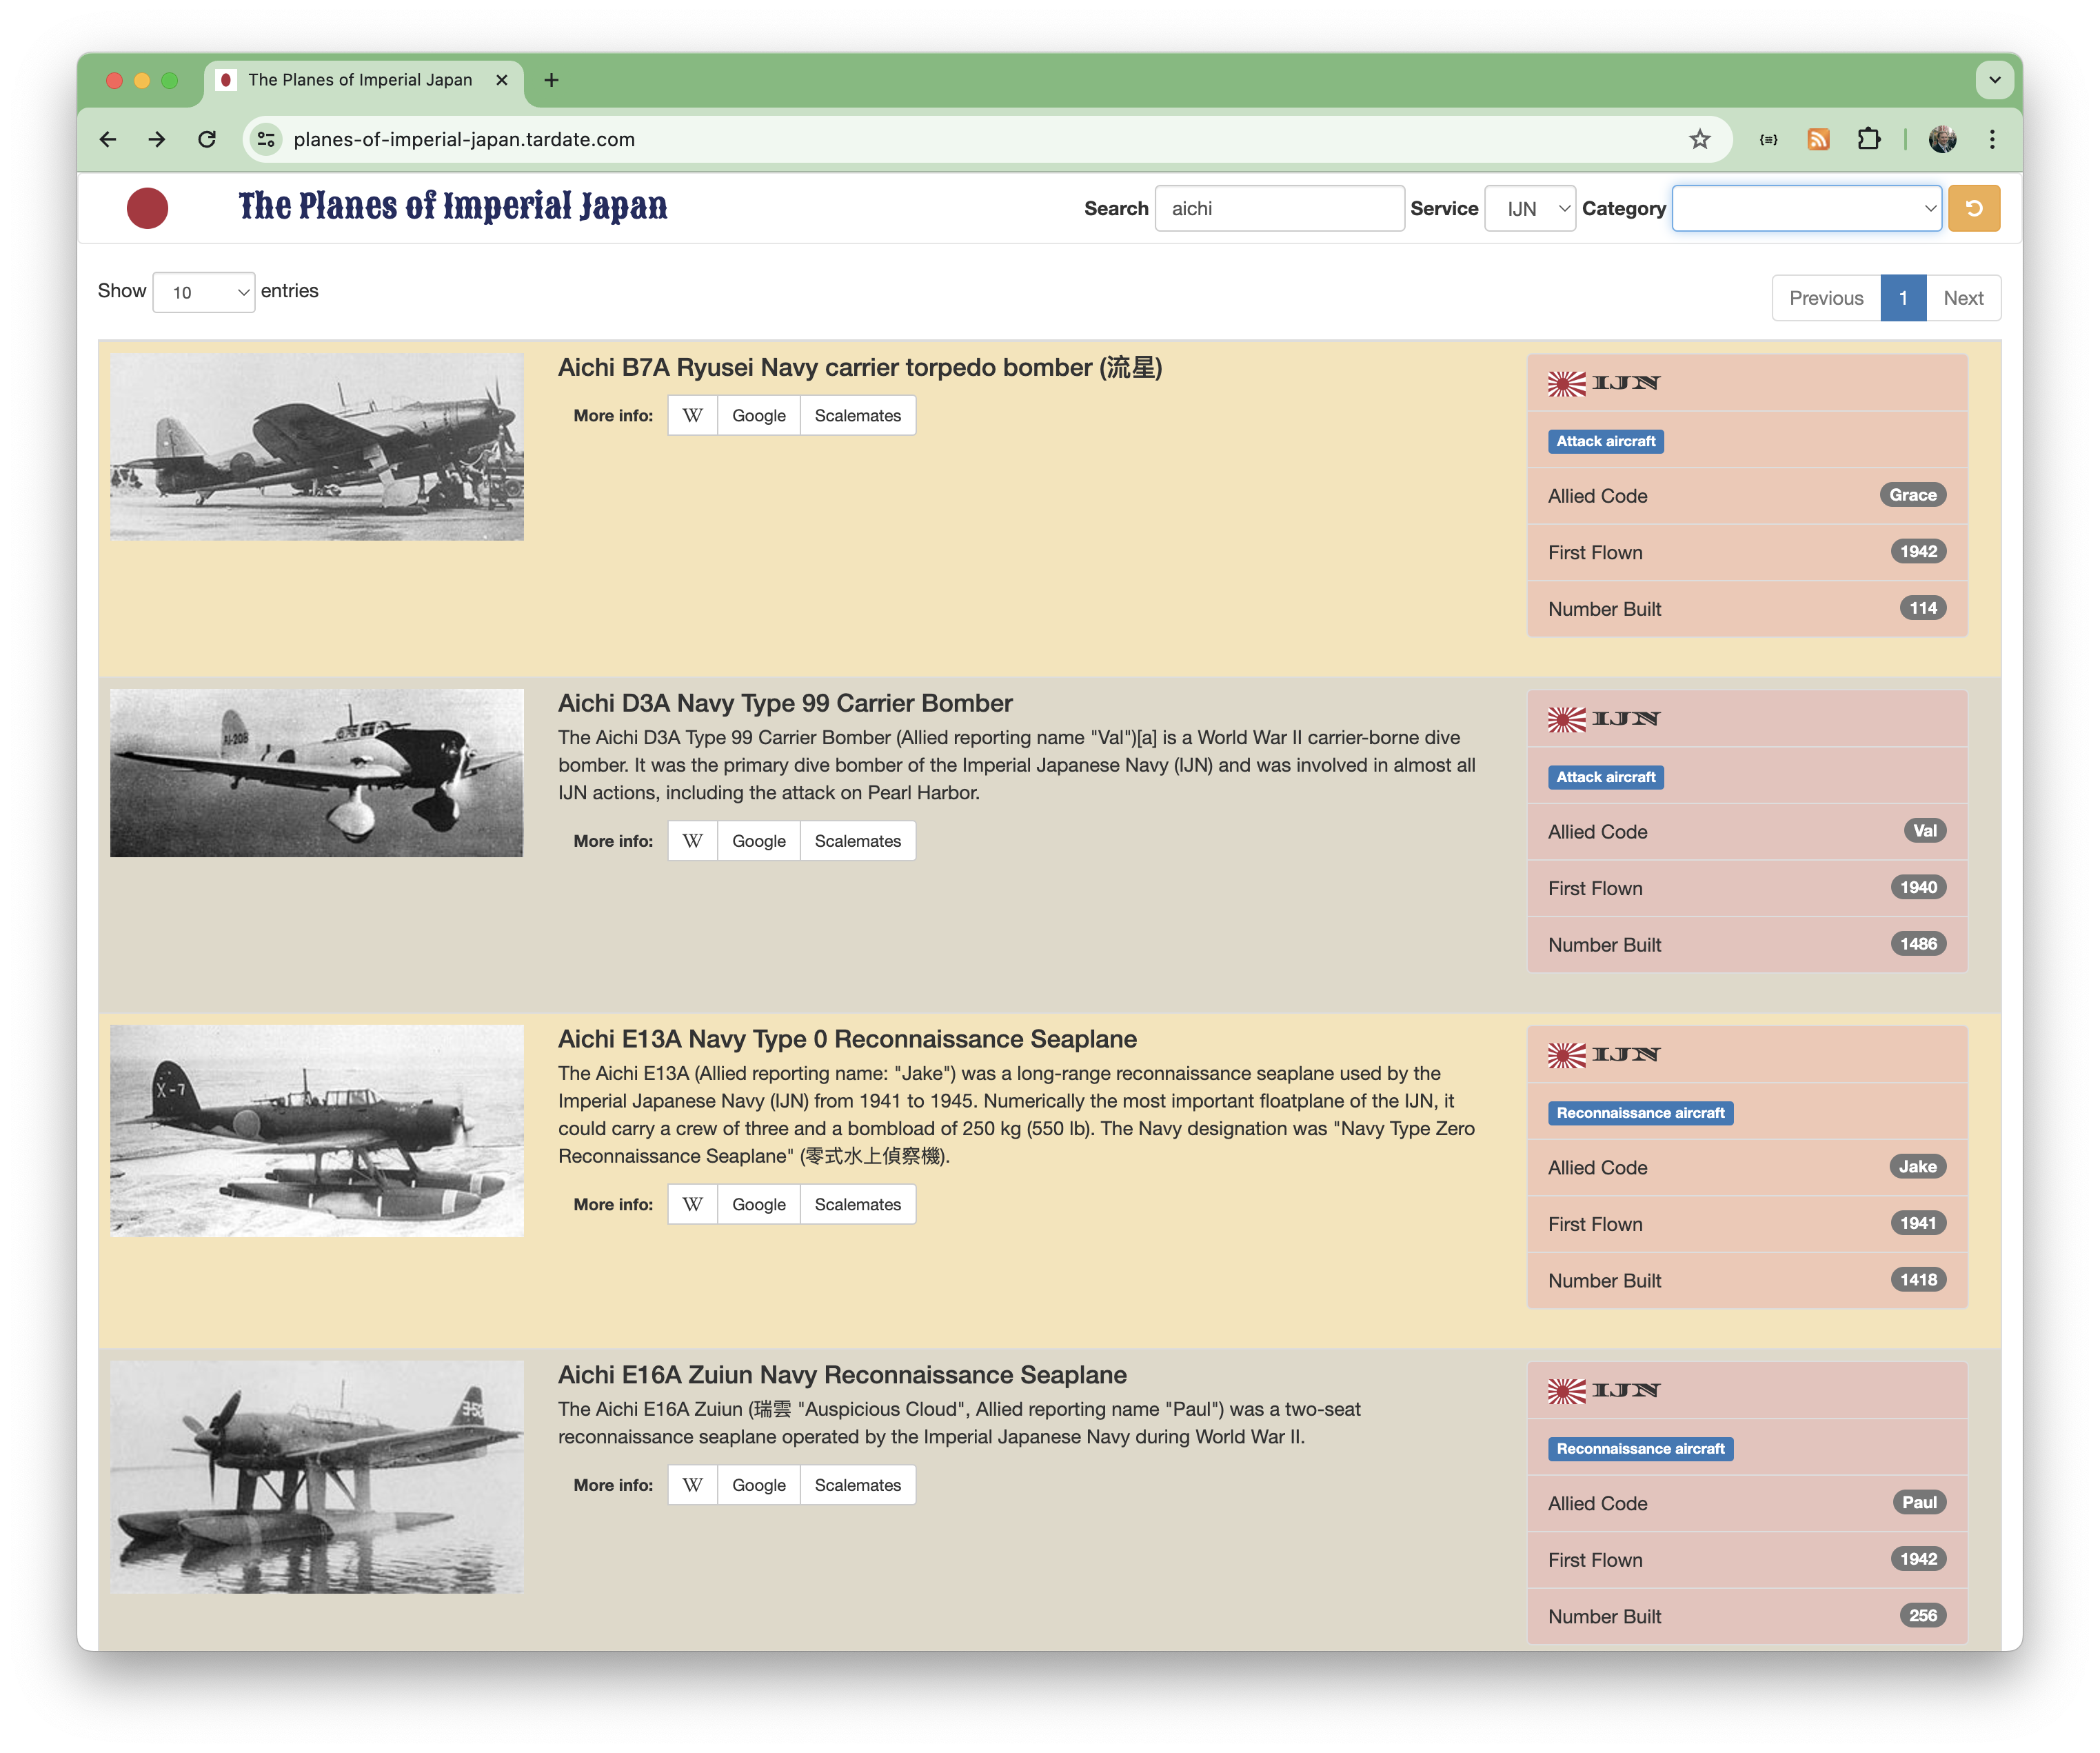 The Planes of Imperial Japan
planes-of-imperial-japan.tardate.com
The Planes of Imperial Japan
Search aichi Service IJN Category
Show 10 entries
Previous 1 Next
Aichi B7A Ryusei Navy carrier torpedo bomber (流星)
More info: W Google Scalemates
IJN
Attack aircraft
Allied Code Grace
First Flown 1942
Number Built 114
Aichi D3A Navy Type 99 Carrier Bomber
The Aichi D3A Type 99 Carrier Bomber (Allied reporting name "Val")[a] is a World War II carrier-borne dive
bomber. It was the primary dive bomber of the Imperial Japanese Navy (IJN) and was involved in almost all
IJN actions, including the attack on Pearl Harbor.
More info: W Google Scalemates
IJN
Attack aircraft
Allied Code Val
First Flown 1940
Number Built 1486
X-7
Aichi E13A Navy Type 0 Reconnaissance Seaplane
The Aichi E13A (Allied reporting name: "Jake") was a long-range reconnaissance seaplane used by the
Imperial Japanese Navy (IJN) from 1941 to 1945. Numerically the most important floatplane of the IJN, it
could carry a crew of three and a bombload of 250 kg (550 lb). The Navy designation was "Navy Type Zero
Reconnaissance Seaplane" (零式水上偵察機).
More info: W Google Scalemates
IJN
Reconnaissance aircraft
Allied Code Jake
First Flown 1941
Number Built 1418
Aichi E16A Zuiun Navy Reconnaissance Seaplane
The Aichi E16A Zuiun (瑞雲 "Auspicious Cloud", Allied reporting name "Paul") was a two-seat
reconnaissance seaplane operated by the Imperial Japanese Navy during World War II.
More info: W Google Scalemates
IJN
Reconnaissance aircraft
Allied Code Paul
First Flown 1942
Number Built 256